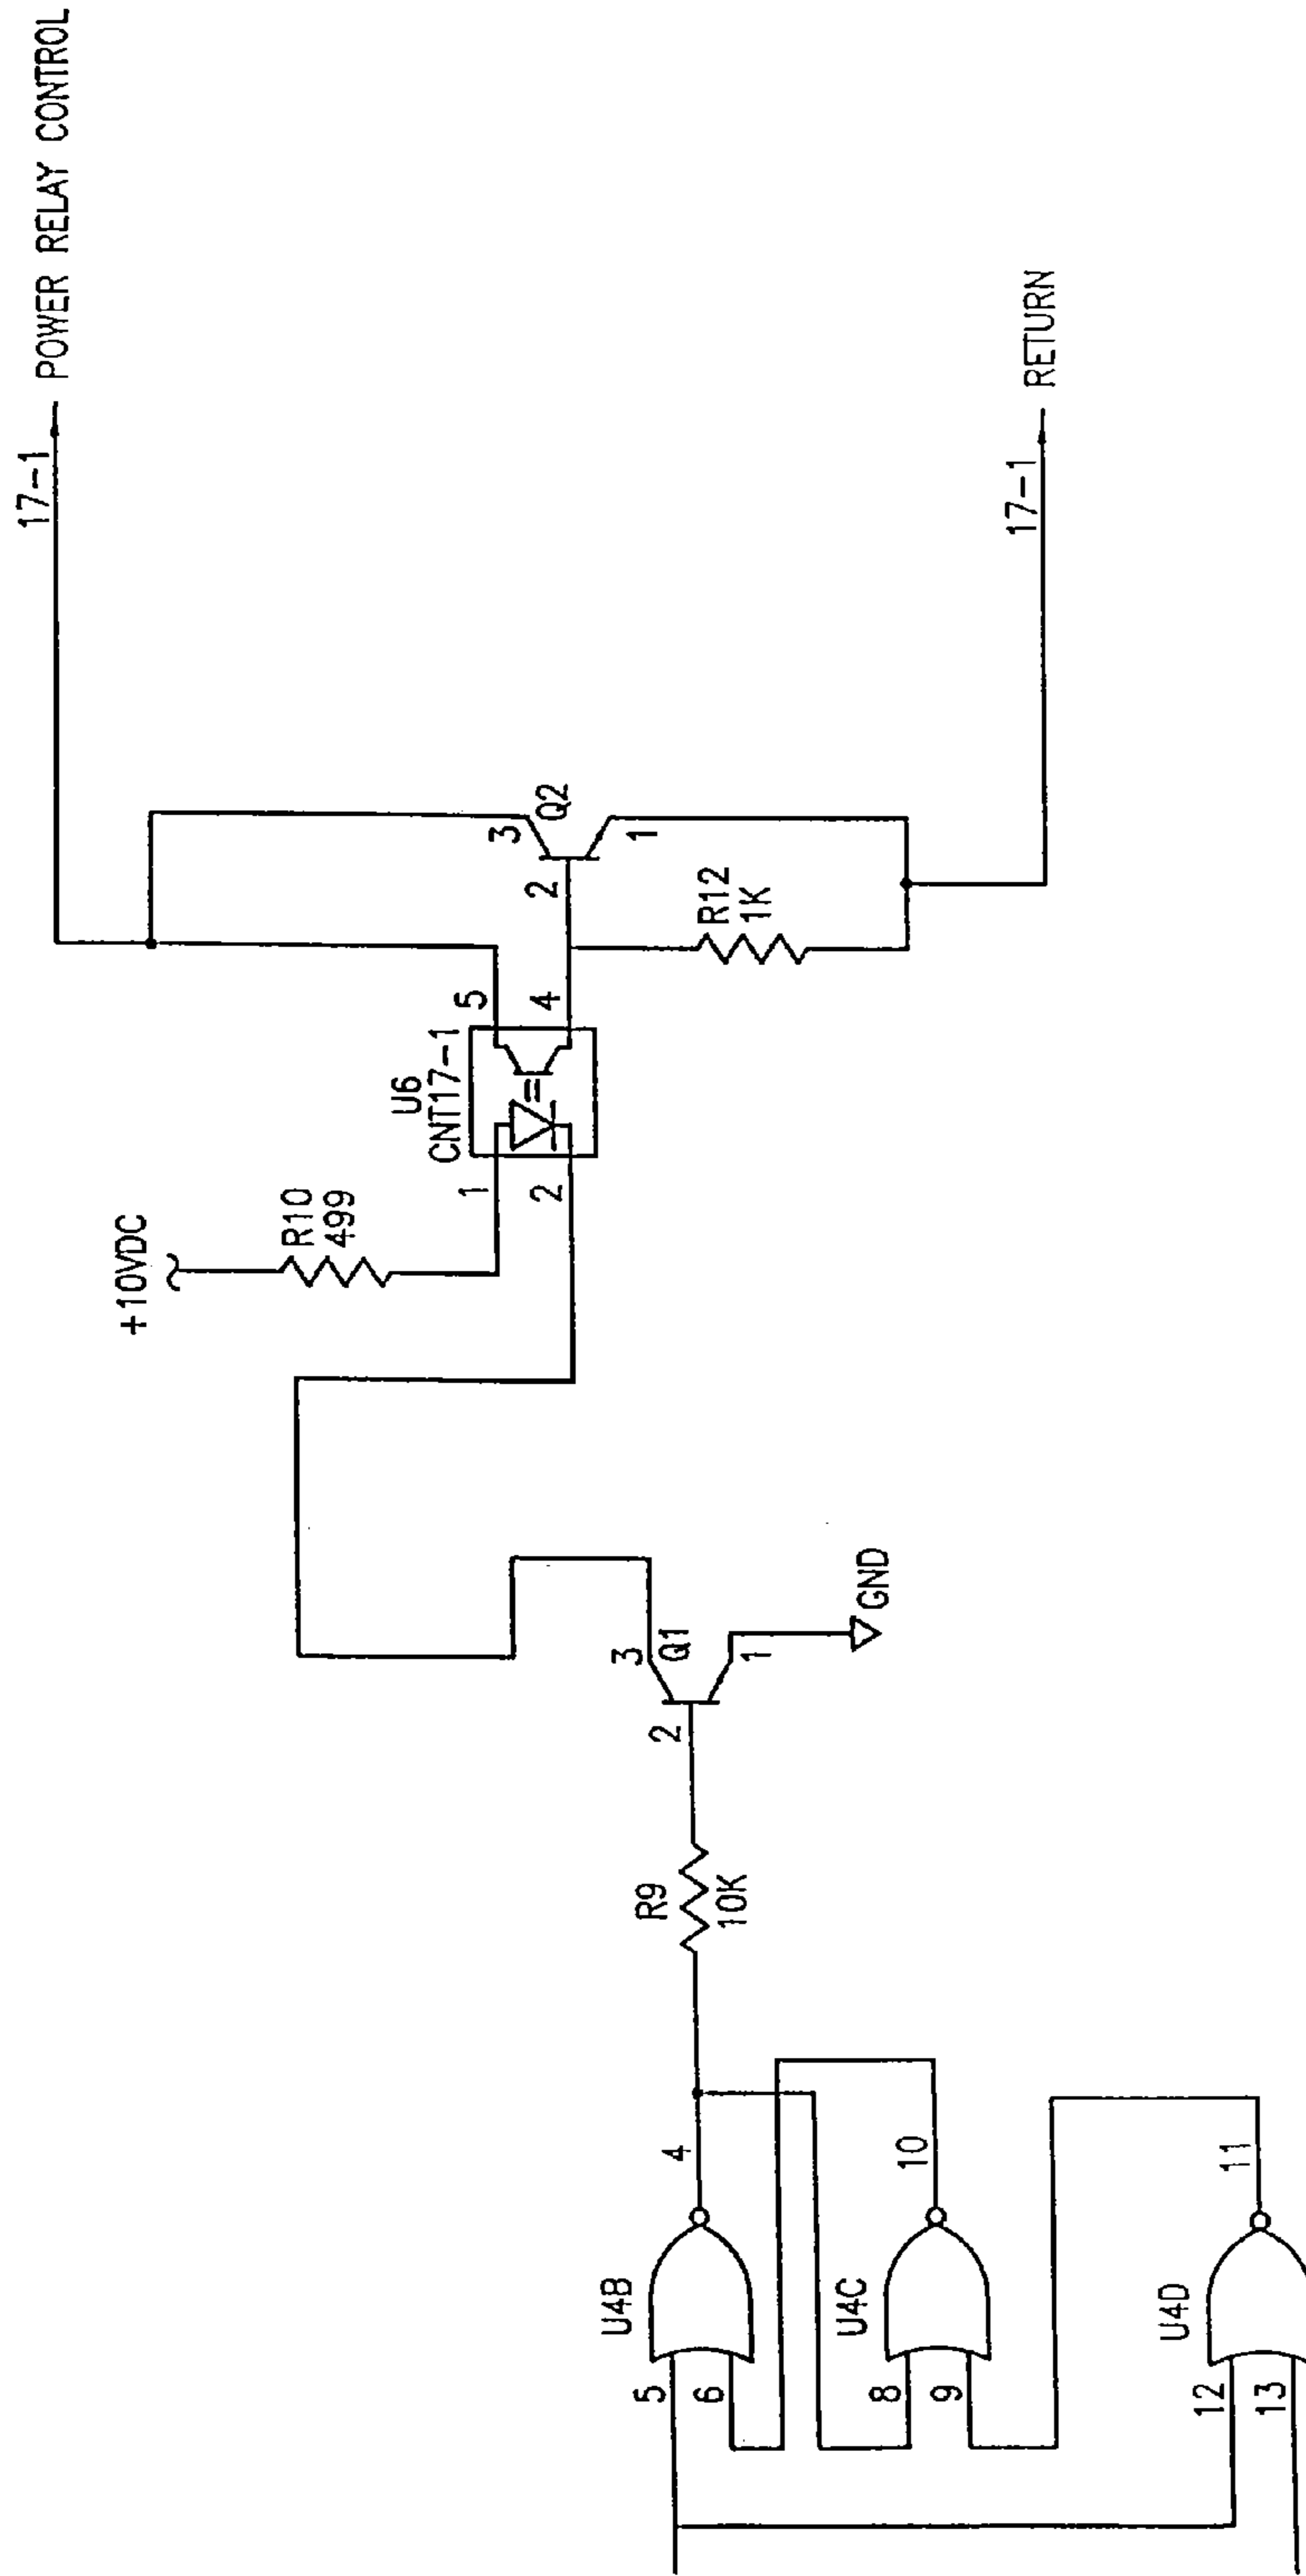 17-1
POWER RELAY CONTROL
+10VDC
R10
499
U6
CNT17-1
1
2
5
4
3
Q2
2
1
R12
1K
17-1
RETURN
3
Q1
2
1
GND
R9
10K
U4B
5
6
4
U4C
8
9
10
U4D
12
13
11